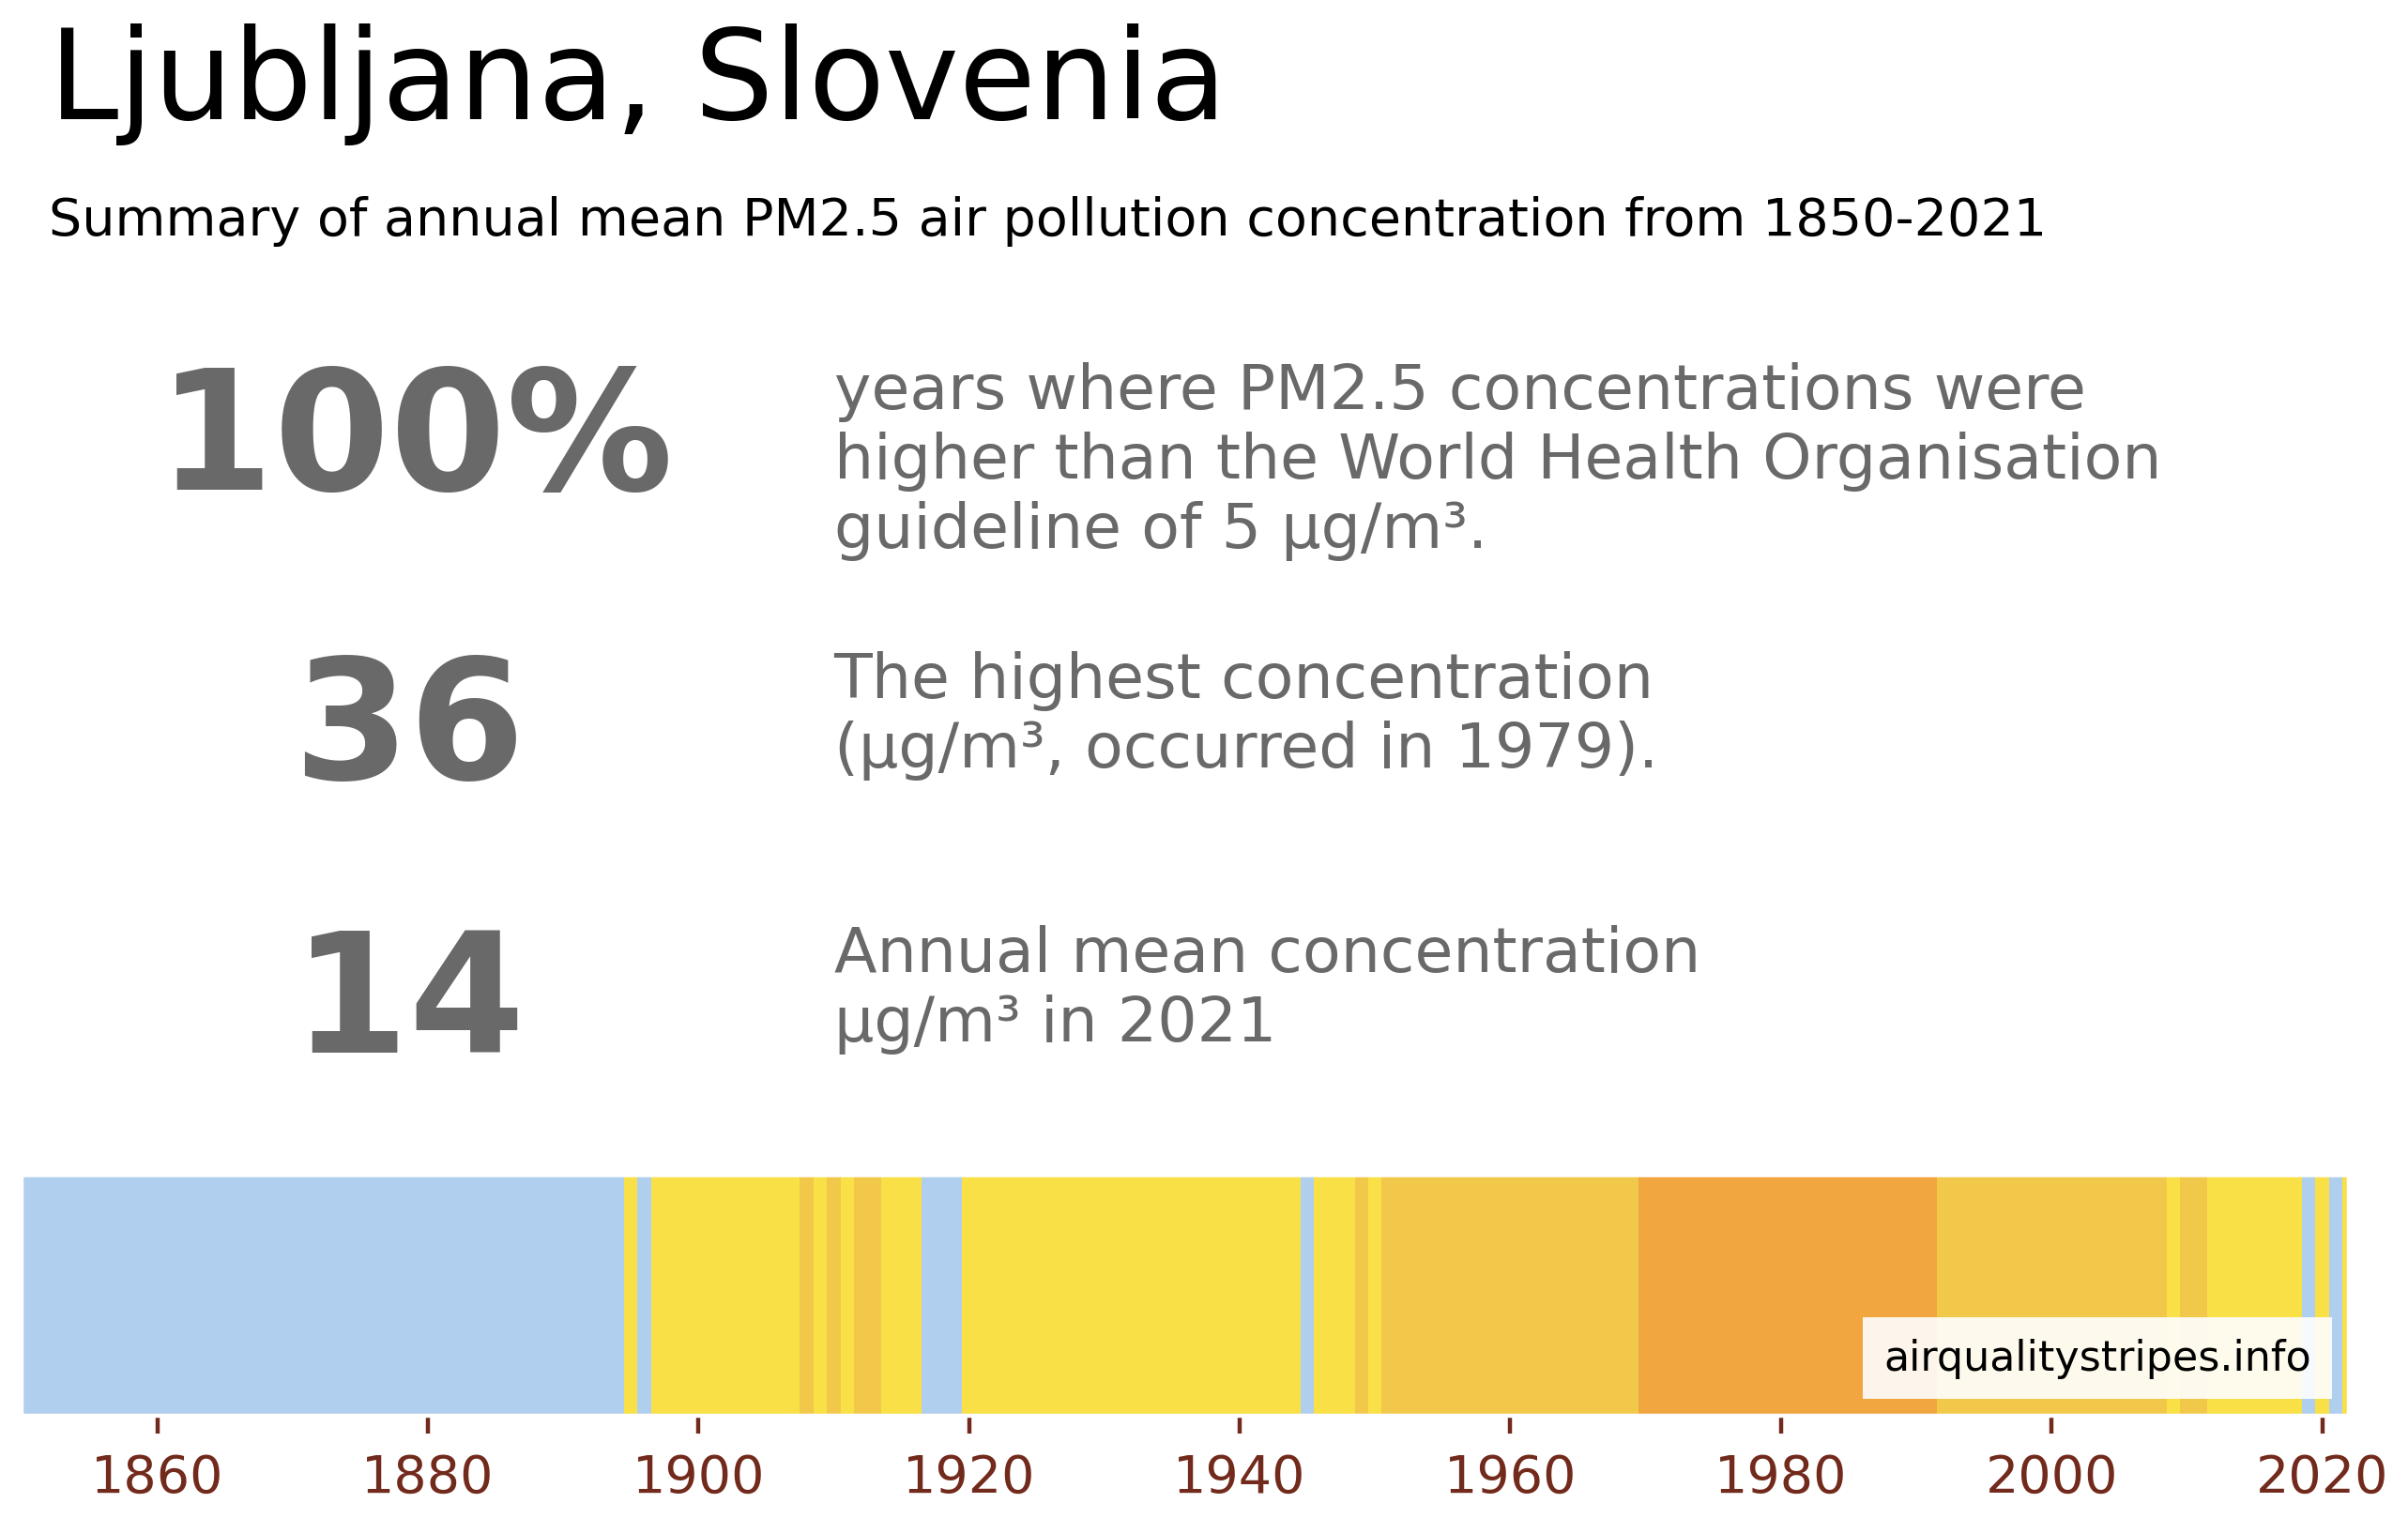 Ljubljana, Slovenia
Summary of annual mean PM2.5 air pollution concentration from 1850-2021
100%
years where PM2.5 concentrations were
higher than the World Health Organisation
guideline of 5 µg/m³.
36
The highest concentration
(µg/m³, occurred in 1979).
14
Annual mean concentration
µg/m³ in 2021
airqualitystripes.info
1860 1880 1900 1920 1940 1960 1980 2000 2020